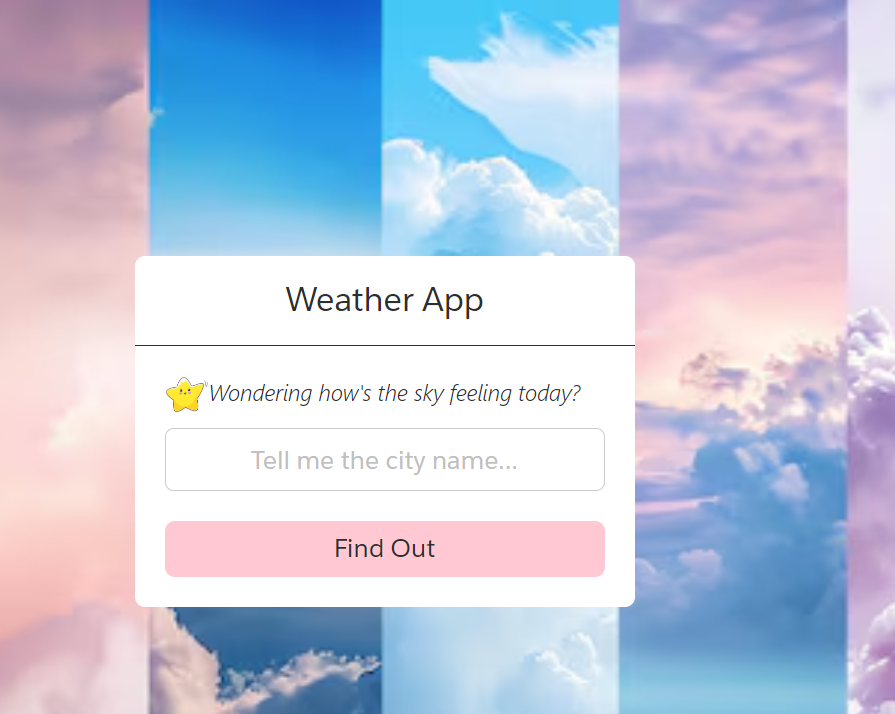 Weather App
Wondering how's the sky feeling today?
Tell me the city name...
Find Out